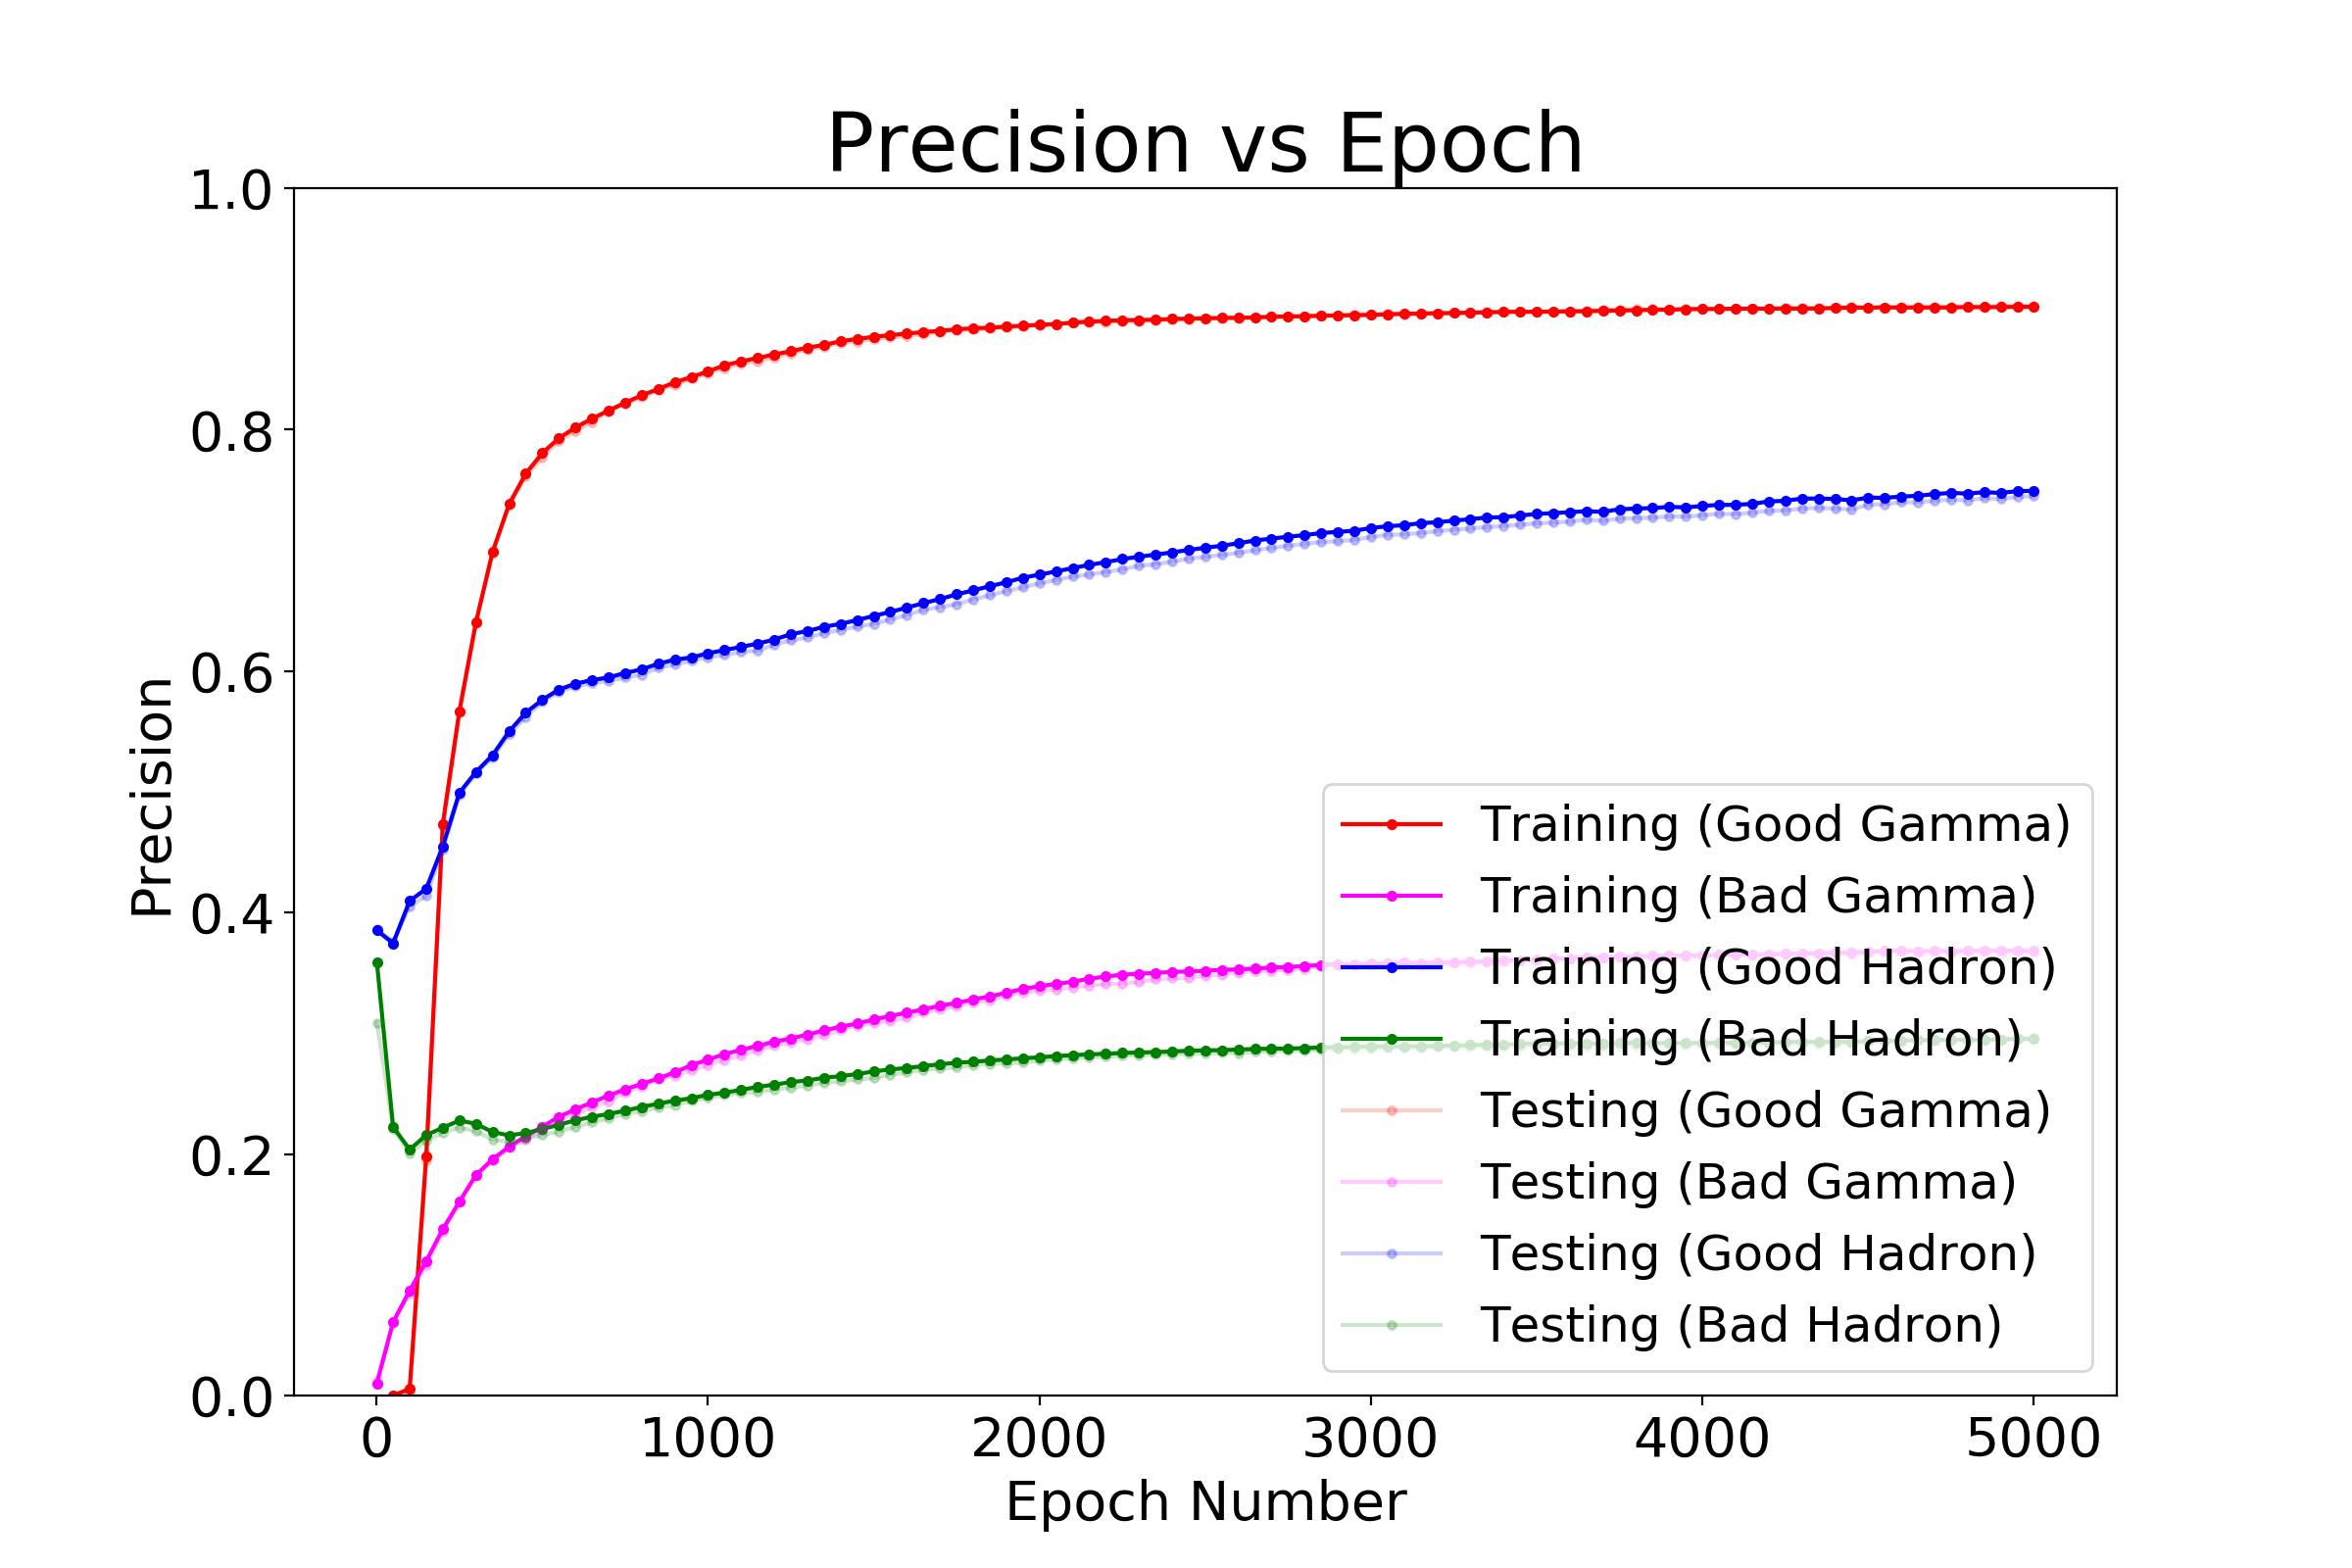 Precision vs Epoch
1.0
0.8
0.6
0.4
0.2
0.0
Precision
0
1000
2000
3000
4000
5000
Epoch Number
Training (Good Gamma)
Training (Bad Gamma)
Training (Good Hadron)
Training (Bad Hadron)
Testing (Good Gamma)
Testing (Bad Gamma)
Testing (Good Hadron)
Testing (Bad Hadron)